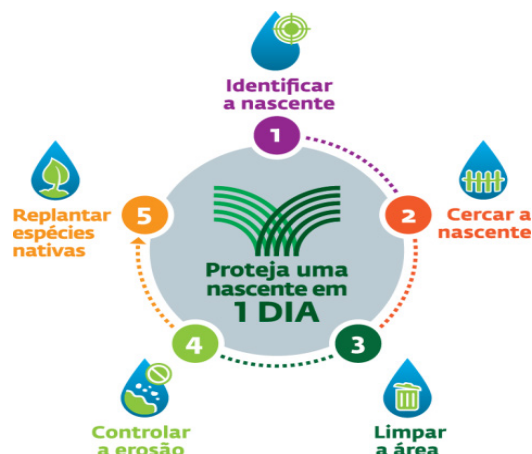 Identificar
a nascente
1
2
Cercar a
nascente
3
Limpar
a área
4
Controlar
a erosão
5
Replantar
espécies
nativas
Proteja uma
nascente em
1 DIA